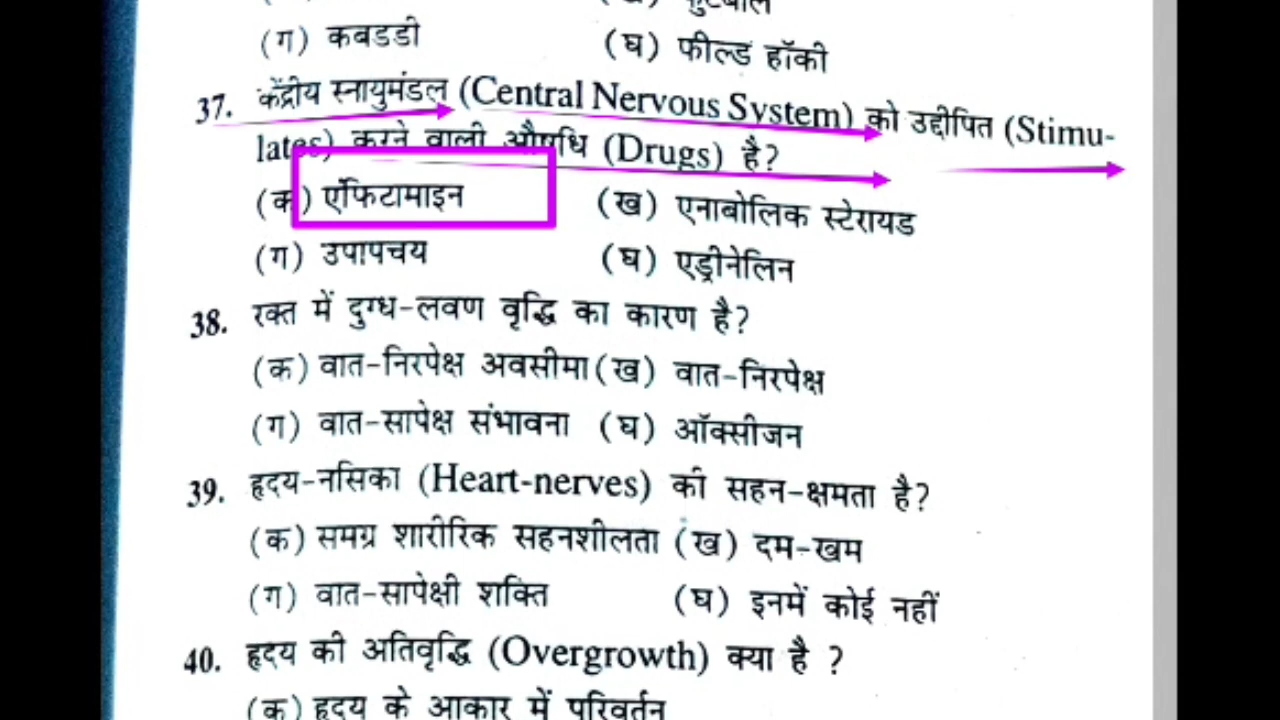 फुटबॉल
(ग) कबडडी (घ) फील्ड हॉकी
37. केंद्रीय स्नायुमंडल (Central Nervous System) को उद्दीपित (Stimu-
lates) करने वाली औषधि (Drugs) है?
(क) एंफिटामाइन (ख) एनाबोलिक स्टेरायड
(ग) उपापचय (घ) एड्रीनेलिन
38. रक्त में दुग्ध-लवण वृद्धि का कारण है?
(क) वात-निरपेक्ष अवसीमा (ख) वात-निरपेक्ष
(ग) वात-सापेक्ष संभावना (घ) ऑक्सीजन
39. हृदय-नसिका (Heart-nerves) की सहन-क्षमता है?
(क) समग्र शारीरिक सहनशीलता (ख) दम-खम
(ग) वात-सापेक्षी शक्ति (घ) इनमें कोई नहीं
40. हृदय की अतिवृद्धि (Overgrowth) क्या है ?
(क) हृदय के आकार में परिवर्तन